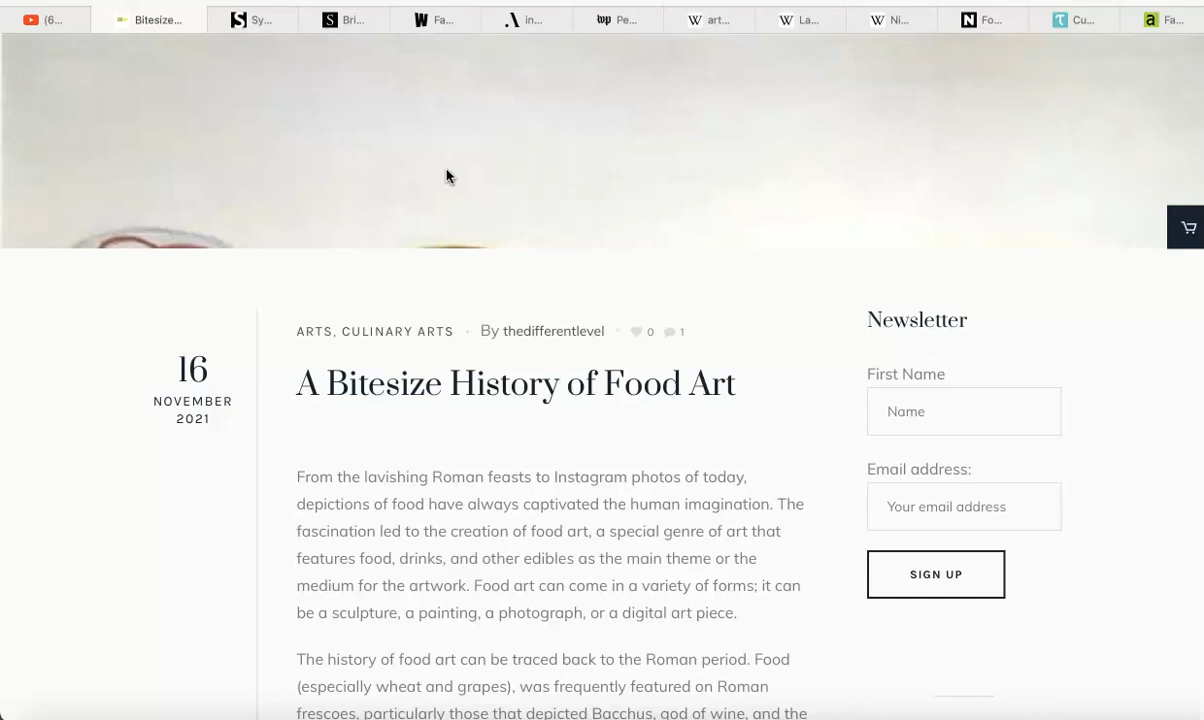 (6... Bitesize... Sy... Bri... Fa... in... Pe... art... La... Ni... Fo... Cu... Fa...
ARTS, CULINARY ARTS · By thedifferentlevel · 0 1
16
NOVEMBER
2021
A Bitesize History of Food Art
From the lavishing Roman feasts to Instagram photos of today,
depictions of food have always captivated the human imagination. The
fascination led to the creation of food art, a special genre of art that
features food, drinks, and other edibles as the main theme or the
medium for the artwork. Food art can come in a variety of forms; it can
be a sculpture, a painting, a photograph, or a digital art piece.
The history of food art can be traced back to the Roman period. Food
(especially wheat and grapes), was frequently featured on Roman
frescoes, particularly those that depicted Bacchus, god of wine, and the
Newsletter
First Name
Name
Email address:
Your email address
SIGN UP